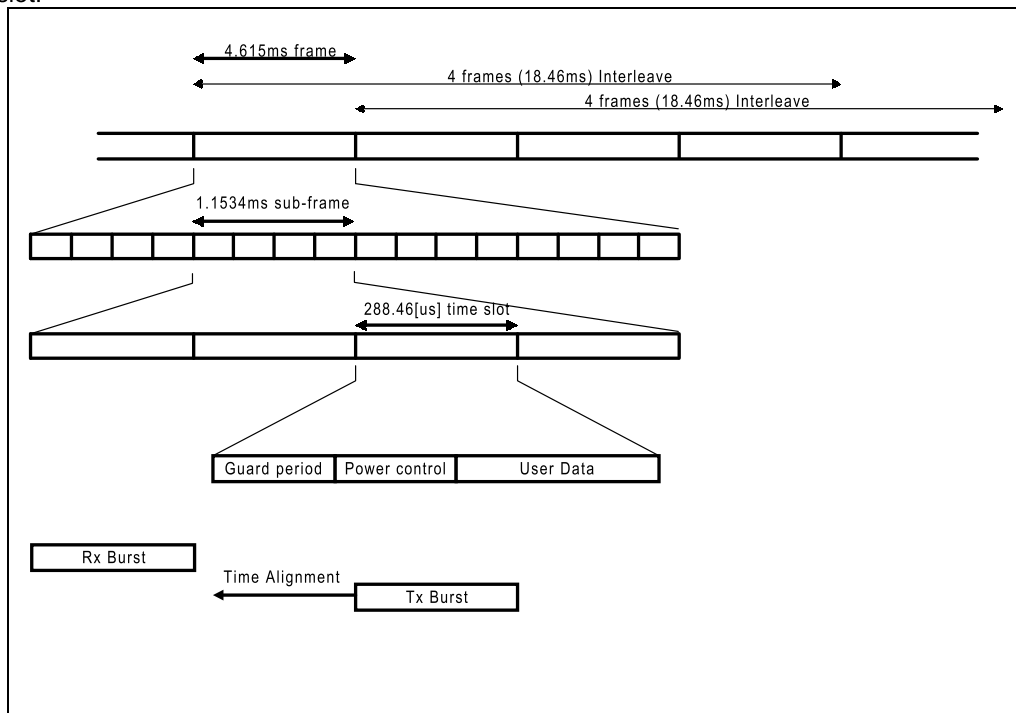 slot.
4.615ms frame
4 frames (18.46ms) Interleave
4 frames (18.46ms) Interleave
1.1534ms sub-frame
288.46[us] time slot
Guard period
Power control
User Data
Rx Burst
Time Alignment
Tx Burst